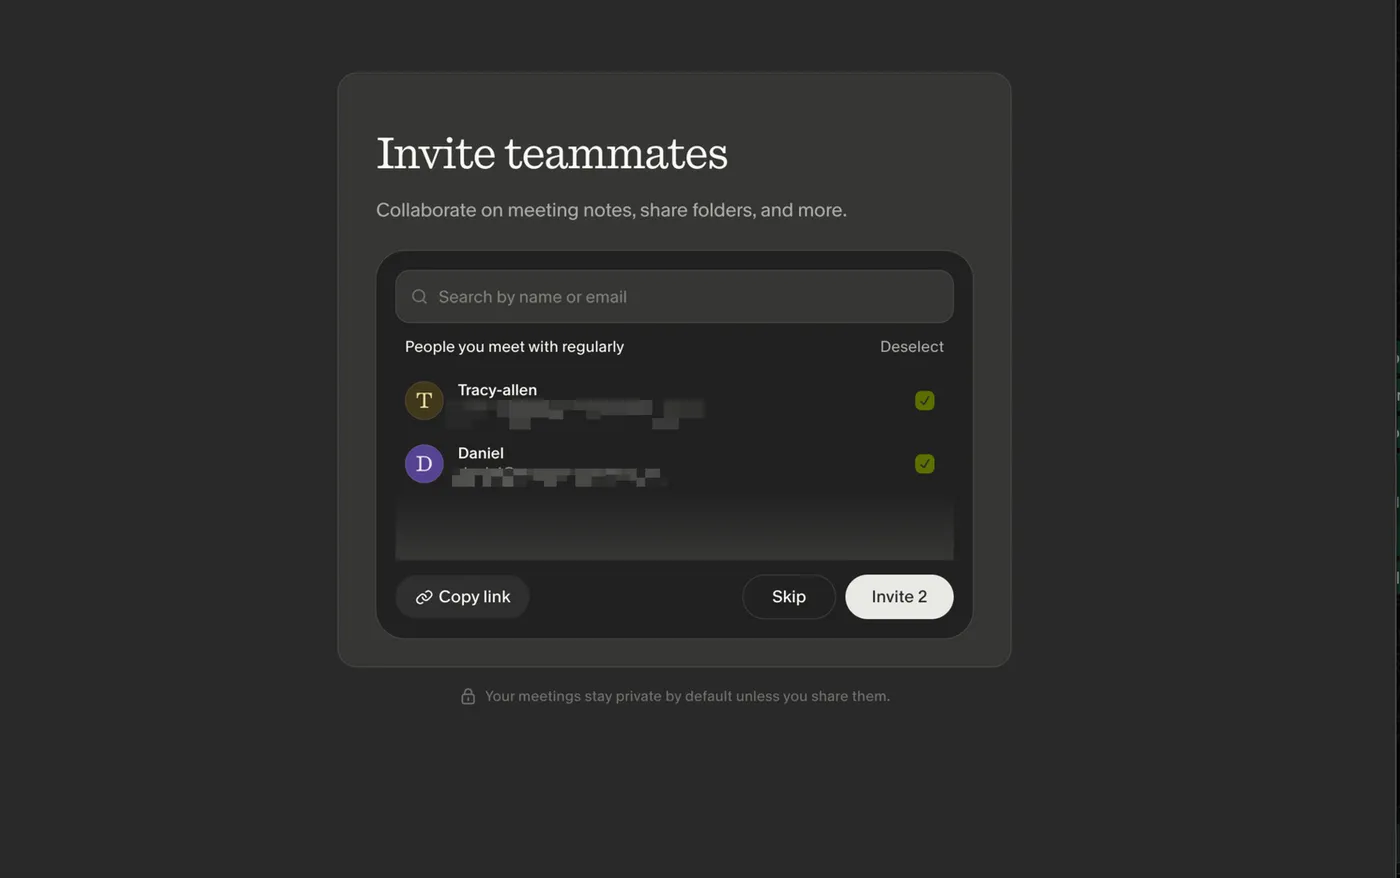 Invite teammates
Collaborate on meeting notes, share folders, and more.
Search by name or email
People you meet with regularly
Deselect
T
Tracy-allen
D
Daniel
Copy link
Skip
Invite 2
Your meetings stay private by default unless you share them.